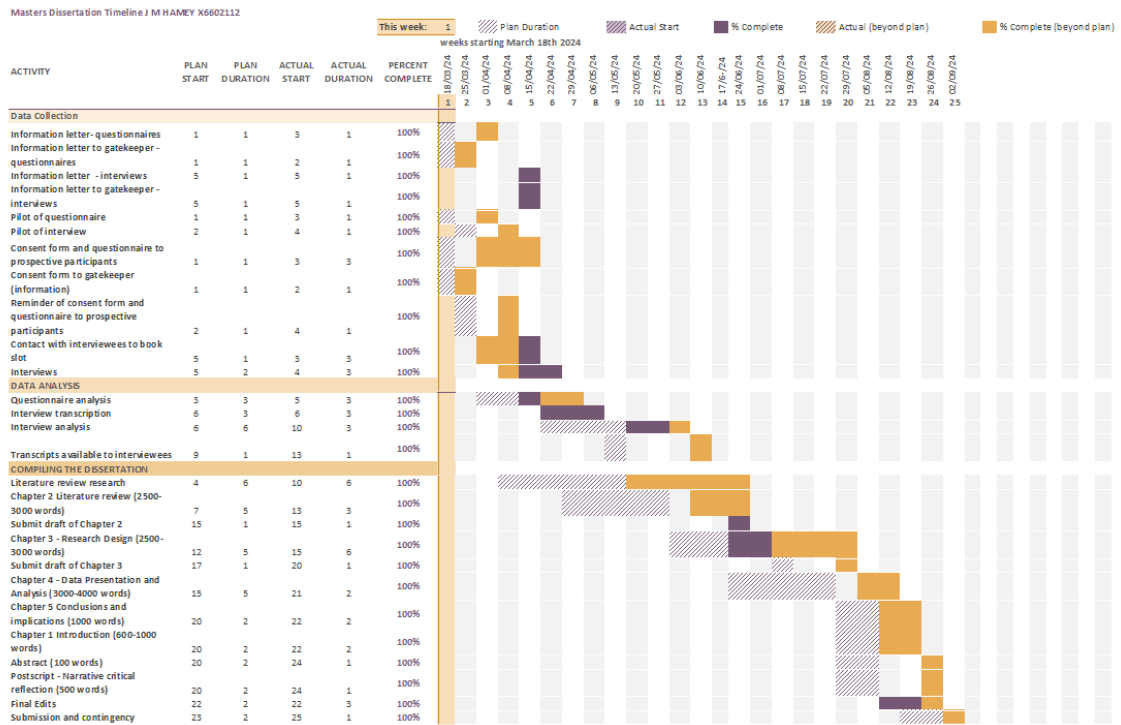 Masters Dissertation Timeline J M HAMEY X6602112
This week: 1 Plan Duration Actual Start % Complete Actual (beyond plan) % Complete (beyond plan)
weeks starting March 18th 2024
ACTIVITY PLAN START PLAN DURATION ACTUAL START ACTUAL DURATION PERCENT COMPLETE 18/03/24 25/03/24 01/04/24 08/04/24 15/04/24 22/04/24 29/04/24 06/05/24 13/05/24 20/05/24 27/05/24 03/06/24 10/06/24 17/6-/24 24/06/24 01/07/24 08/07/24 15/07/24 22/07/24 29/07/24 05/08/24 12/08/24 19/08/24 26/08/24 02/09/24
1 2 3 4 5 6 7 8 9 10 11 12 13 14 15 16 17 18 19 20 21 22 23 24 25
Data Collection
Information letter- questionnaires 1 1 3 1 100%
Information letter to gatekeeper -
questionnaires 1 1 2 1 100%
Information letter - interviews 5 1 5 1 100%
Information letter to gatekeeper -
interviews 5 1 5 1 100%
Pilot of questionnaire 1 1 3 1 100%
Pilot of interview 2 1 4 1 100%
Consent form and questionnaire to
prospective participants 1 1 3 3 100%
Consent form to gatekeeper
(information) 1 1 2 1 100%
Reminder of consent form and
questionnaire to prospective
participants 2 1 4 1 100%
Contact with interviewees to book
slot 5 1 3 3 100%
Interviews 5 2 4 3 100%
DATA ANALYSIS
Questionnaire analysis 3 3 5 3 100%
Interview transcription 6 3 6 3 100%
Interview analysis 6 6 10 3 100%
Transcripts available to interviewees 9 1 13 1 100%
COMPILING THE DISSERTATION
Literature review research 4 6 10 6 100%
Chapter 2 Literature review (2500-
3000 words) 7 5 13 3 100%
Submit draft of Chapter 2 15 1 15 1 100%
Chapter 3 - Research Design (2500-
3000 words) 12 5 15 6 100%
Submit draft of Chapter 3 17 1 20 1 100%
Chapter 4 - Data Presentation and
Analysis (3000-4000 words) 15 5 21 2 100%
Chapter 5 Conclusions and
implications (1000 words) 20 2 22 2 100%
Chapter 1 Introduction (600-1000
words) 20 2 22 2 100%
Abstract (100 words) 20 2 24 1 100%
Postscript - Narrative critical
reflection (500 words) 20 2 24 1 100%
Final Edits 22 2 22 3 100%
Submission and contingency 23 2 25 1 100%